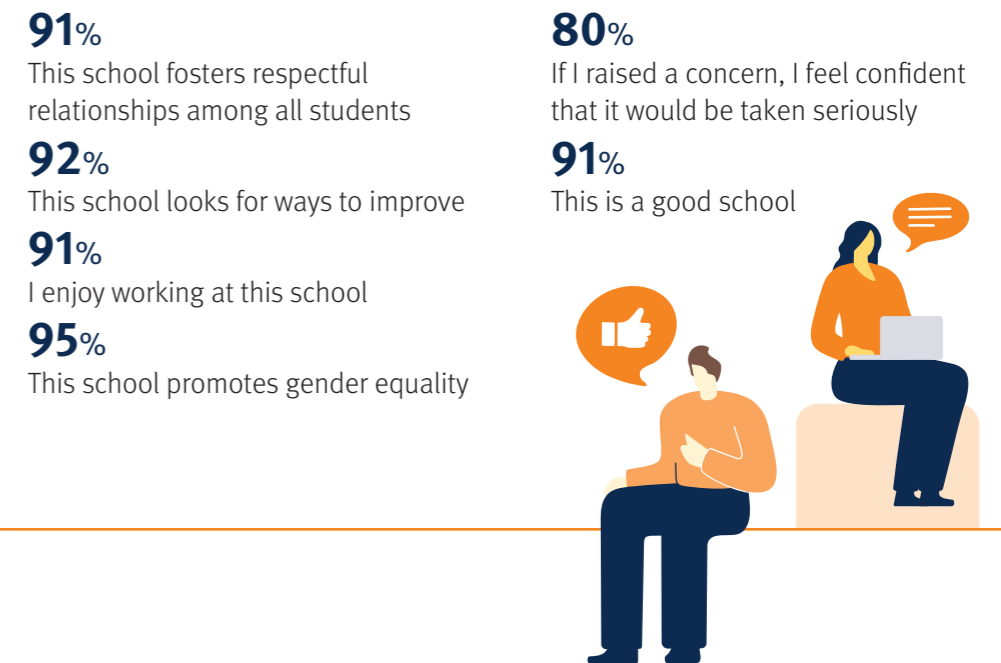 91%
This school fosters respectful
relationships among all students
92%
This school looks for ways to improve
91%
I enjoy working at this school
95%
This school promotes gender equality
80%
If I raised a concern, I feel confident
that it would be taken seriously
91%
This is a good school